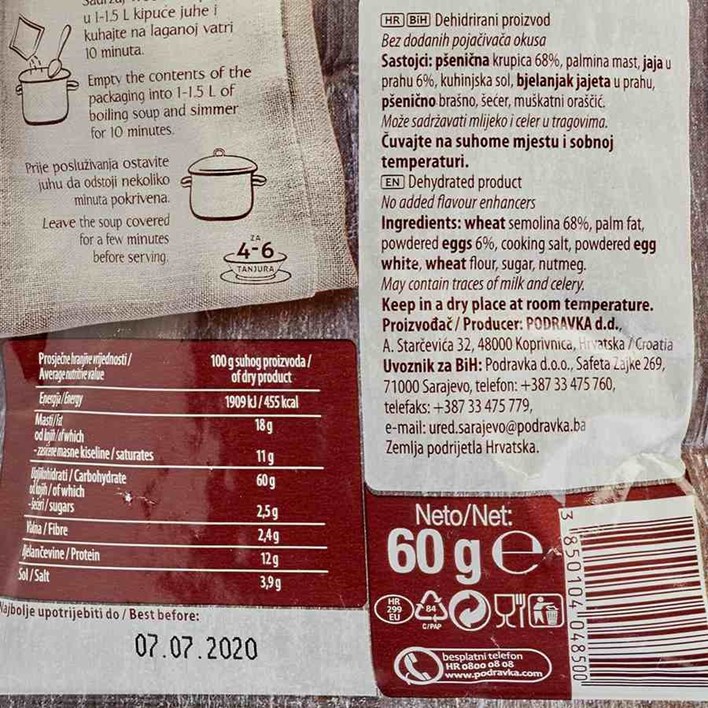 u 1-1.5 L kipuće juhe i
kuhajte na laganoj vatri
10 minuta.
Empty the contents of the
packaging into 1-1.5 L of
boiling soup and simmer
for 10 minutes.
Prije posluživanja ostavite
juhu da odstoji nekoliko
minuta pokrivena.
Leave the soup covered
for a few minutes
before serving.
ZA
4-6
TANJURA
HR BiH Dehidrirani proizvod
Bez dodanih pojačivača okusa
Sastojci: pšenična krupica 68%, palmina mast, jaja u
prahu 6%, kuhinjska sol, bjelanjak jajeta u prahu,
pšenično brašno, šećer, muškatni oraščić.
Može sadržavati mlijeko i celer u tragovima.
Čuvajte na suhome mjestu i sobnoj
temperaturi.
EN Dehydrated product
No added flavour enhancers
Ingredients: wheat semolina 68%, palm fat,
powdered eggs 6%, cooking salt, powdered egg
white, wheat flour, sugar, nutmeg.
May contain traces of milk and celery.
Keep in a dry place at room temperature.
Proizvođač / Producer: PODRAVKA d.d.,
A. Starčevića 32, 48000 Koprivnica, Hrvatska / Croatia
Uvoznik za BiH: Podravka d.o.o., Safeta Zajke 269,
71000 Sarajevo, telefon: +387 33 475 760,
telefaks: +387 33 475 779,
e-mail: ured.sarajevo@podravka.ba
Zemlja podrijetla Hrvatska.
Prosječne hranjive vrijednosti / 100 g suhog proizvoda /
Average nutritive value of dry product
Energija / Energy 1909 kJ / 455 kcal
Masti / Fat 18 g
od kojih / of which
- zasićene masne kiseline / saturates 11 g
Ugljikohidrati / Carbohydrate 60 g
od kojih / of which
- šećeri / sugars 2,5 g
Vlakna / Fibre 2,4 g
Bjelančevine / Protein 12 g
Sol / Salt 3,9 g
Najbolje upotrijebiti do / Best before:
07.07.2020
Neto/Net:
60 g e
HR
299
EU
84
C/PAP
besplatni telefon
HR 0800 08 08
www.podravka.com
3 850104 048500